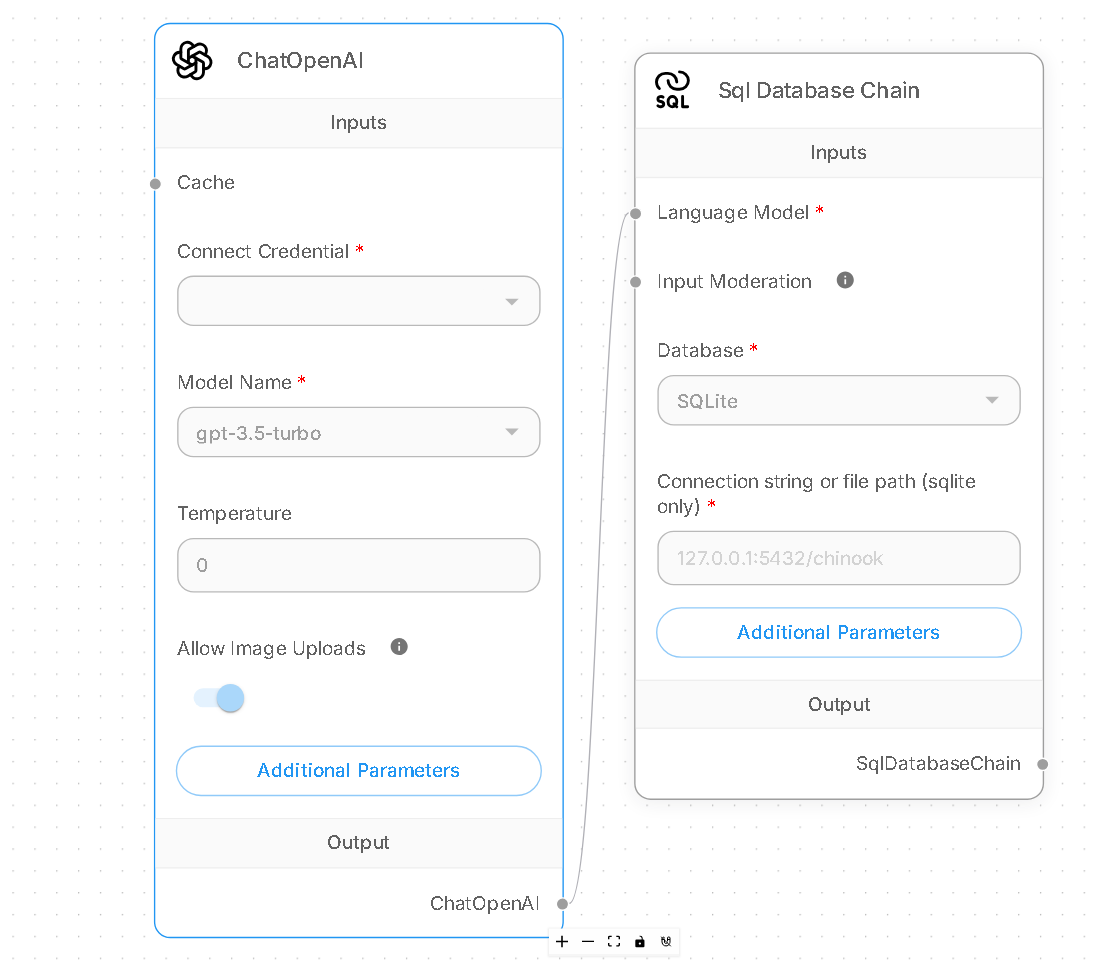 ChatOpenAI
Inputs
Cache
Connect Credential *
Model Name *
gpt-3.5-turbo
Temperature
0
Allow Image Uploads
Additional Parameters
Output
ChatOpenAI
SQL
Sql Database Chain
Inputs
Language Model *
Input Moderation
Database *
SQLite
Connection string or file path (sqlite
only) *
127.0.0.1:5432/chinook
Additional Parameters
Output
SqlDatabaseChain